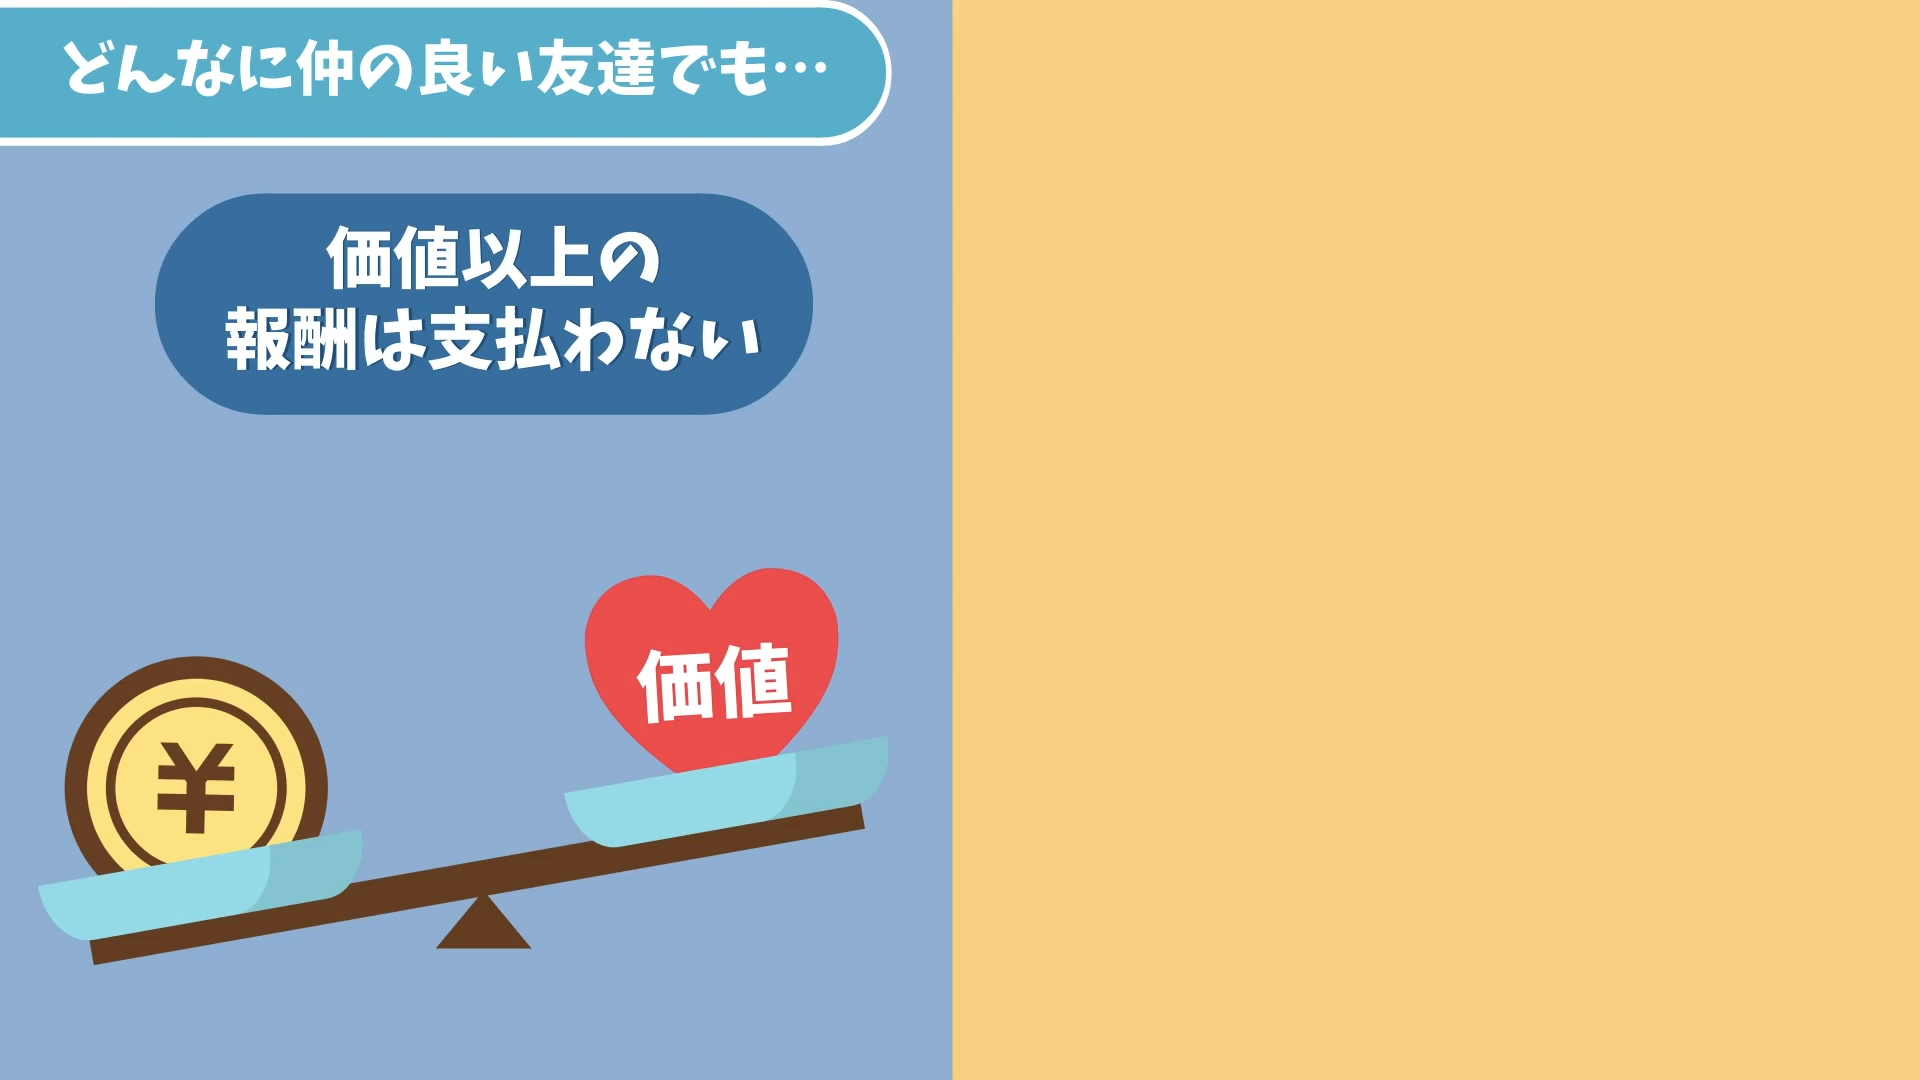 どんなに仲の良い友達でも…
価値以上の
報酬は支払わない
価値
¥